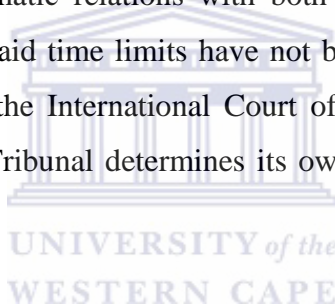 matic relations with both
aid time limits have not b
the International Court of
Tribunal determines its ow
UNIVERSITY of the
WESTERN CAPE